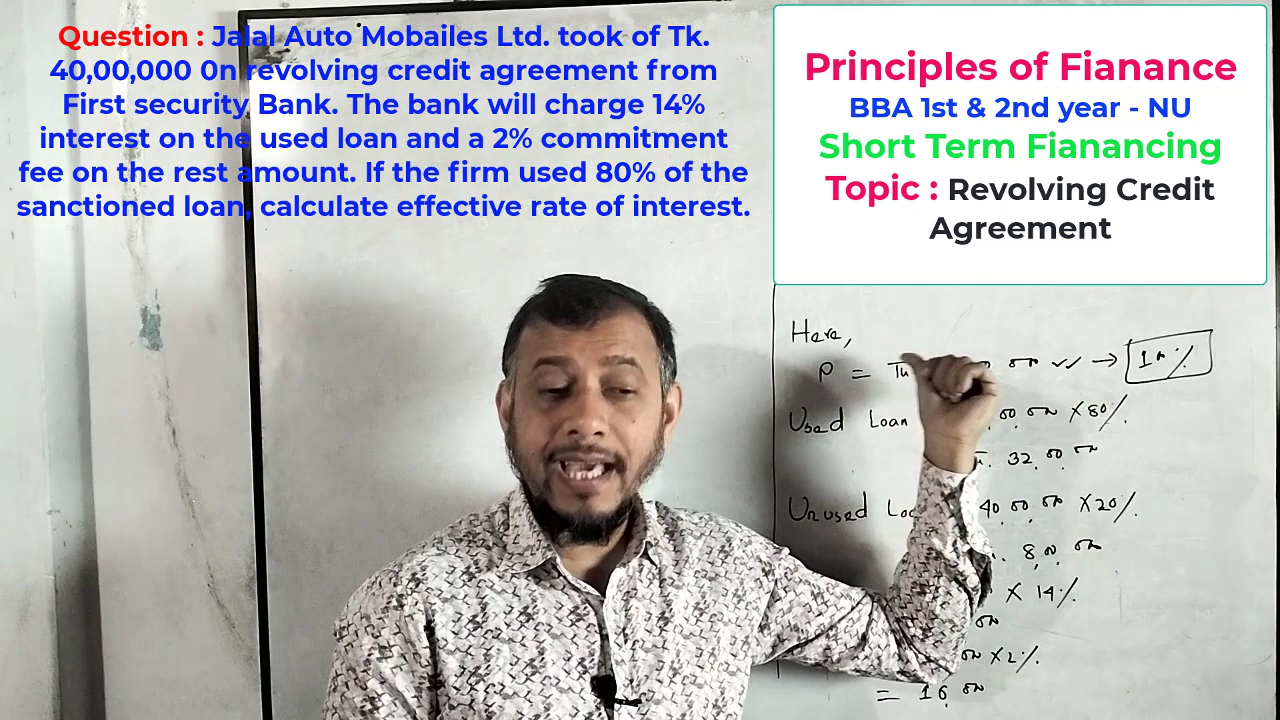 Question : Jalal Auto Mobailes Ltd. took of Tk.
40,00,000 0n revolving credit agreement from
First security Bank. The bank will charge 14%
interest on the used loan and a 2% commitment
fee on the rest amount. If the firm used 80% of the
sanctioned loan, calculate effective rate of interest.
Principles of Fianance
BBA 1st & 2nd year - NU
Short Term Fianancing
Topic : Revolving Credit
Agreement
Here,
P =
Used Loan X 80%.
32,00,000
Unused 40,00,000 X 20%.
8,00,000
X 14%.
X 2%.
= 16,000